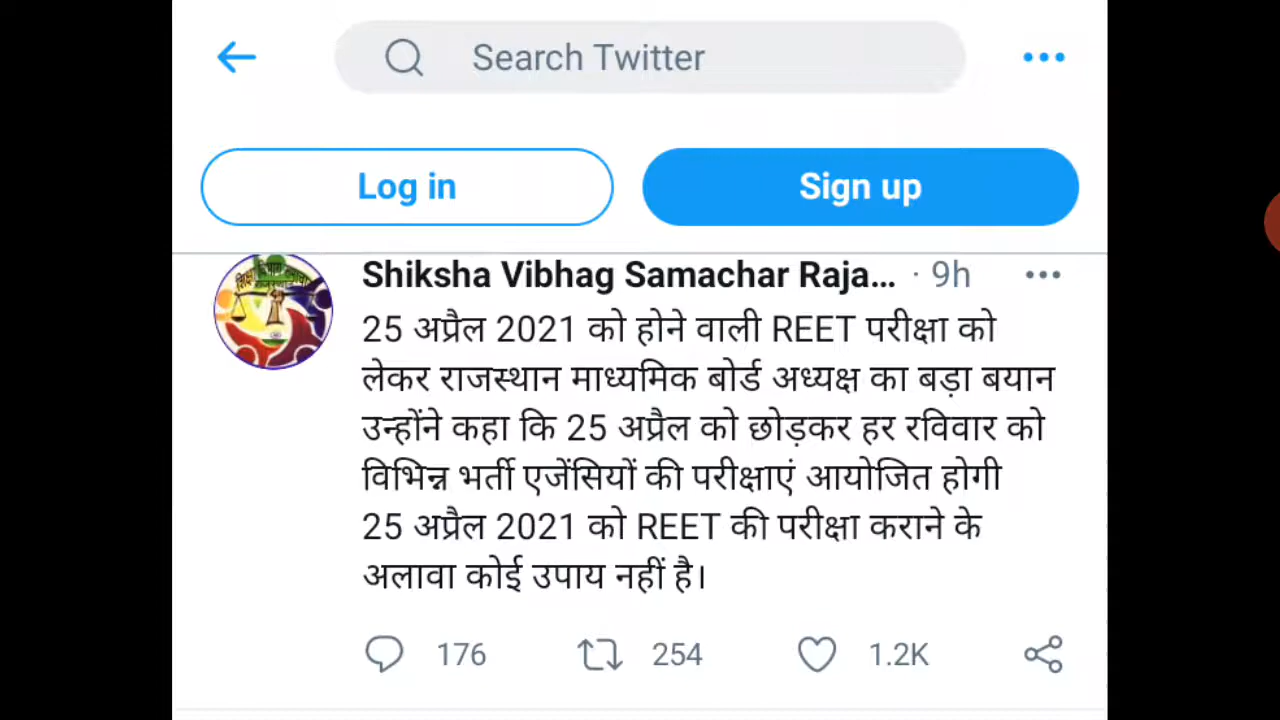 Search Twitter
Log in
Sign up
Shiksha Vibhag Samachar Raja... · 9h
25 अप्रैल 2021 को होने वाली REET परीक्षा को
लेकर राजस्थान माध्यमिक बोर्ड अध्यक्ष का बड़ा बयान
उन्होंने कहा कि 25 अप्रैल को छोड़कर हर रविवार को
विभिन्न भर्ती एजेंसियों की परीक्षाएं आयोजित होगी
25 अप्रैल 2021 को REET की परीक्षा कराने के
अलावा कोई उपाय नहीं है।
176 254 1.2K